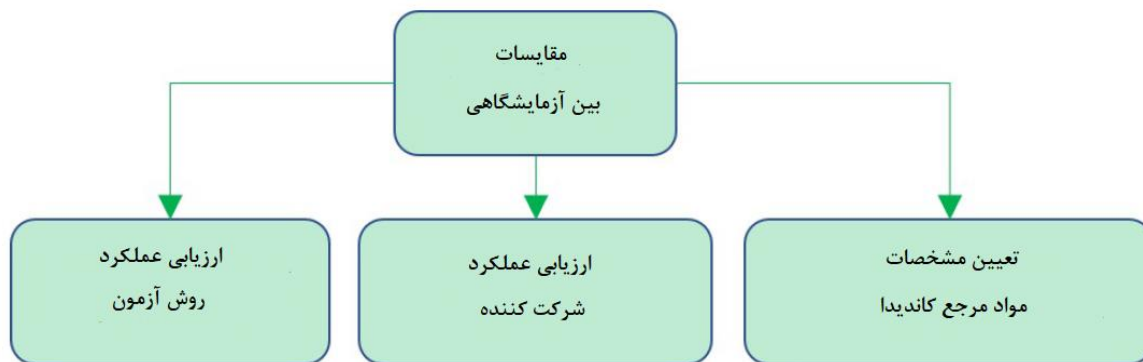 مقایسات
بین آزمایشگاهی
تعیین مشخصات
مواد مرجع کاندیدا
ارزیابی عملکرد
شرکت کننده
ارزیابی عملکرد
روش آزمون